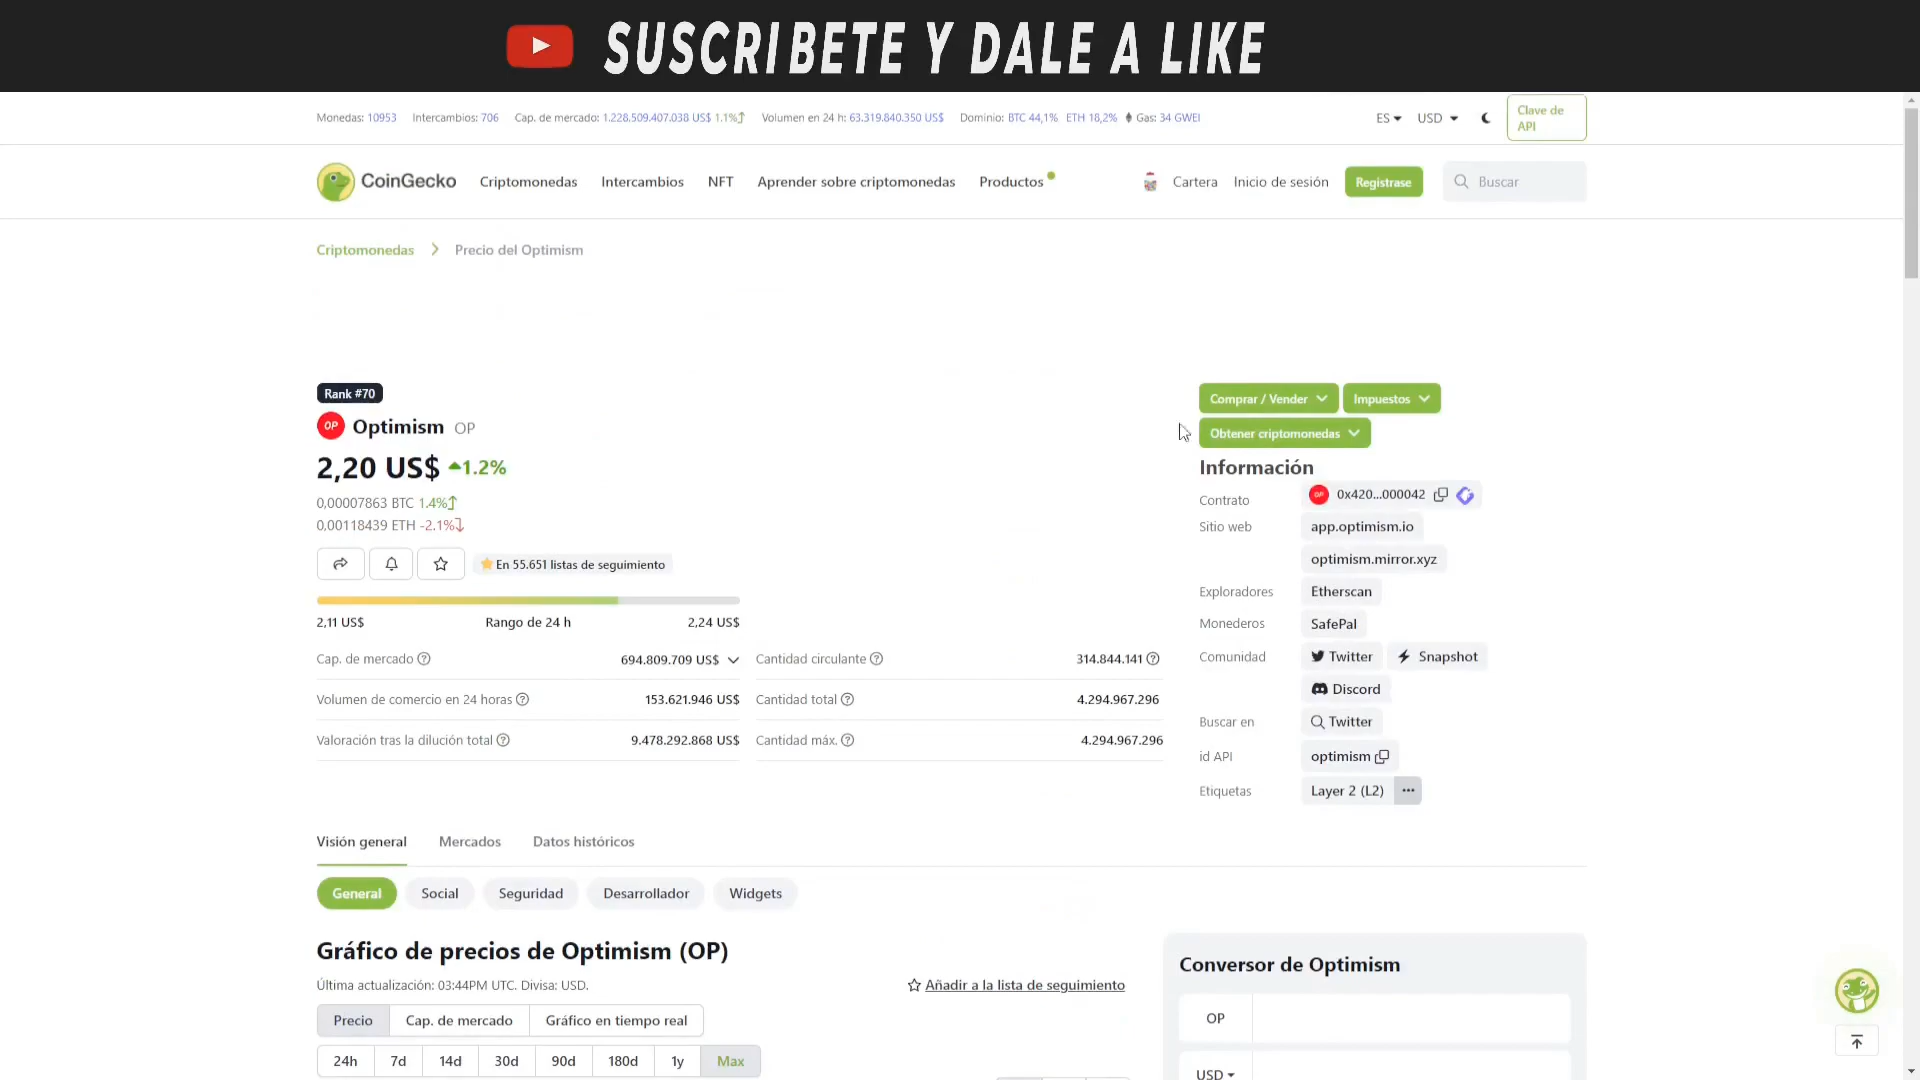 SUSCRIBETE Y DALE A LIKE
Monedas: 10953 Intercambios: 706 Cap. de mercado: 1.228.509.407.038 US$ 1.1% Volumen en 24 h: 63.319.840.350 US$ Dominio: BTC 44,1% ETH 18,2% Gas: 34 GWEI ES USD Clave de API
CoinGecko Criptomonedas Intercambios NFT Aprender sobre criptomonedas Productos Cartera Inicio de sesión Regístrase Buscar
Criptomonedas Precio del Optimism
Rank #70
OP Optimism OP
2,20 US$ 1.2%
0,00007863 BTC 1.4%
0,00118439 ETH -2.1%
En 55.651 listas de seguimiento
2,11 US$ Rango de 24 h 2,24 US$
Cap. de mercado 694.809.709 US$
Volumen de comercio en 24 horas 153.621.946 US$
Valoración tras la dilución total 9.478.292.868 US$
Cantidad circulante 314.844.141
Cantidad total 4.294.967.296
Cantidad máx. 4.294.967.296
Comprar / Vender Impuestos
Obtener criptomonedas
Información
Contrato OP 0x420...000042
Sitio web app.optimism.io
optimism.mirror.xyz
Exploradores Etherscan
Monederos SafePal
Comunidad Twitter Snapshot
Discord
Buscar en Twitter
id API optimism
Etiquetas Layer 2 (L2) ...
Visión general Mercados Datos históricos
General Social Seguridad Desarrollador Widgets
Gráfico de precios de Optimism (OP)
Última actualización: 03:44PM UTC. Divisa: USD.
Añadir a la lista de seguimiento
Precio Cap. de mercado Gráfico en tiempo real
24h 7d 14d 30d 90d 180d 1y Max
Conversor de Optimism
OP
USD